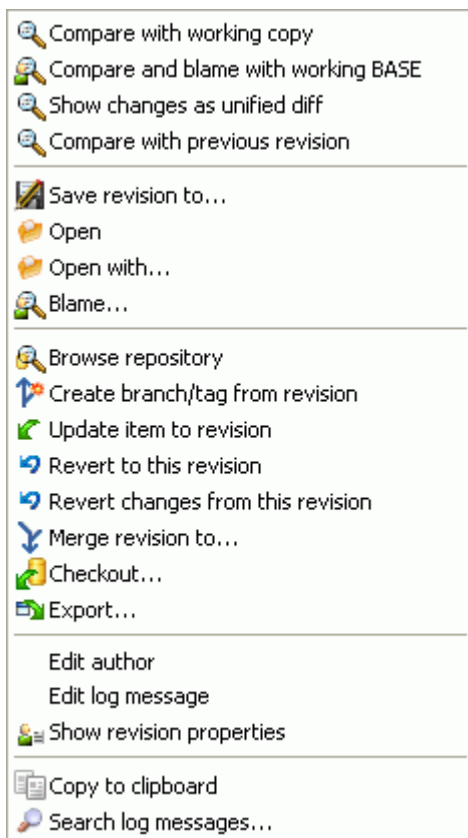 Compare with working copy
Compare and blame with working BASE
Show changes as unified diff
Compare with previous revision
Save revision to...
Open
Open with...
Blame...
Browse repository
Create branch/tag from revision
Update item to revision
Revert to this revision
Revert changes from this revision
Merge revision to...
Checkout...
Export...
Edit author
Edit log message
Show revision properties
Copy to clipboard
Search log messages...